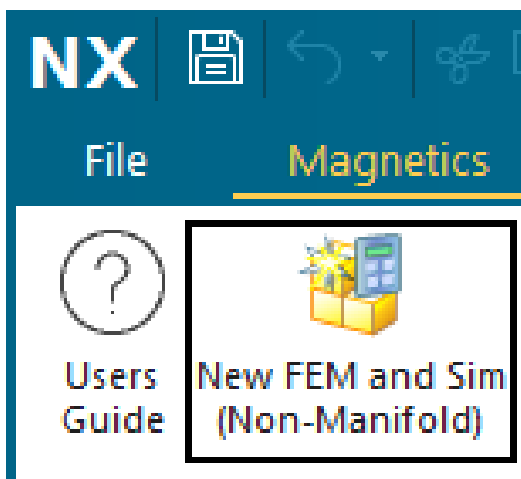 NX
File Magnetics
?
Users Guide
New FEM and Sim
(Non-Manifold)